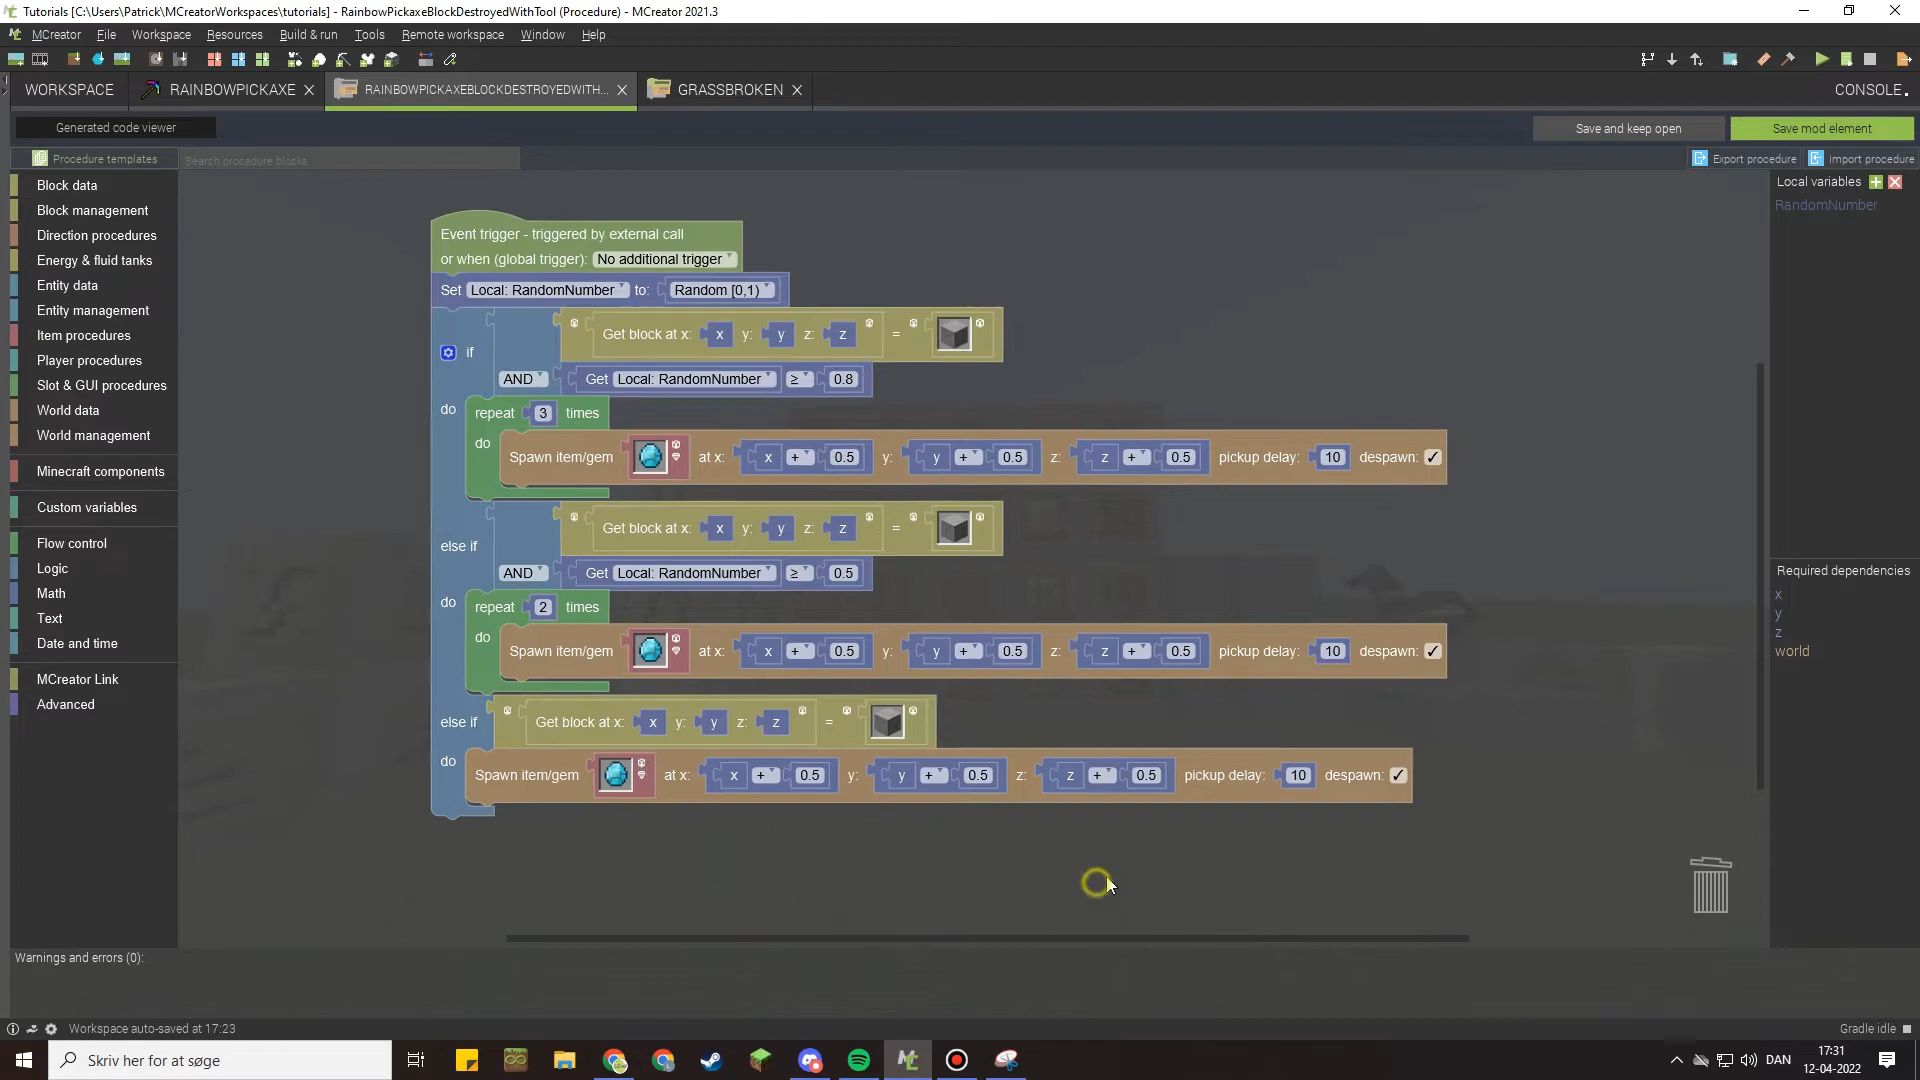 Tutorials [C:\Users\Patrick\MCreatorWorkspaces\tutorials] - RainbowPickaxeBlockDestroyedWithTool (Procedure) - MCreator 2021.3
MCreator File Workspace Resources Build & run Tools Remote workspace Window Help
WORKSPACE RAINBOWPICKAXE RAINBOWPICKAXEBLOCKDESTROYEDWITH... GRASSBROKEN CONSOLE
Generated code viewer Save and keep open Save mod element
Procedure templates Search procedure blocks Export procedure Import procedure
Block data
Block management
Direction procedures
Energy & fluid tanks
Entity data
Entity management
Item procedures
Player procedures
Slot & GUI procedures
World data
World management
Minecraft components
Custom variables
Flow control
Logic
Math
Text
Date and time
MCreator Link
Advanced
Event trigger - triggered by external call
or when (global trigger): No additional trigger
Set Local: RandomNumber to: Random [0,1)
if Get block at x: x y: y z: z =
AND Get Local: RandomNumber ≥ 0.8
do repeat 3 times
do Spawn item/gem at x: x + 0.5 y: y + 0.5 z: z + 0.5 pickup delay: 10 despawn: ✓
else if Get block at x: x y: y z: z =
AND Get Local: RandomNumber ≥ 0.5
do repeat 2 times
do Spawn item/gem at x: x + 0.5 y: y + 0.5 z: z + 0.5 pickup delay: 10 despawn: ✓
else if Get block at x: x y: y z: z =
do Spawn item/gem at x: x + 0.5 y: y + 0.5 z: z + 0.5 pickup delay: 10 despawn: ✓
Local variables
RandomNumber
Required dependencies
x
y
z
world
Warnings and errors (0):
Workspace auto-saved at 17:23 Gradle idle
Skriv her for at søge
DAN
17:31
12-04-2022